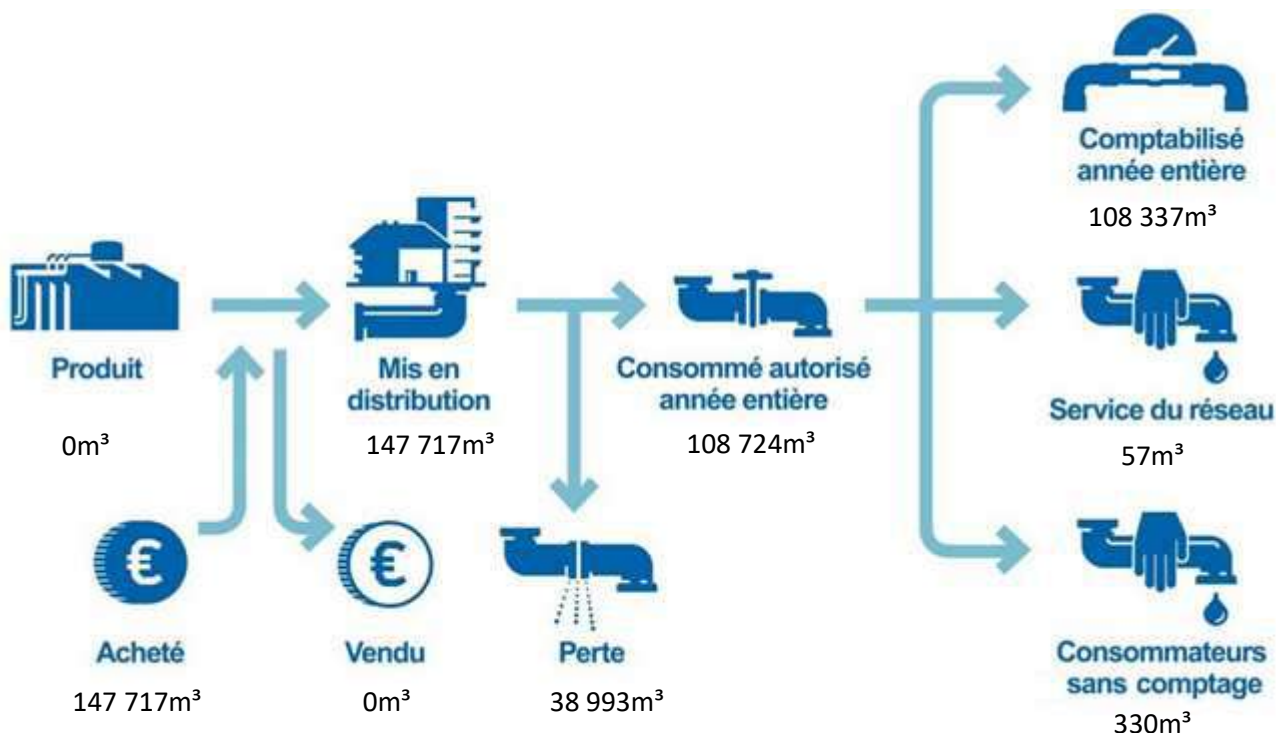 Comptabilisé
année entière
108 337m³
Produit
0m³
Mis en
distribution
147 717m³
Consommé autorisé
année entière
108 724m³
Service du réseau
57m³
€
Acheté
147 717m³
€
Vendu
0m³
Perte
38 993m³
Consommateurs
sans comptage
330m³